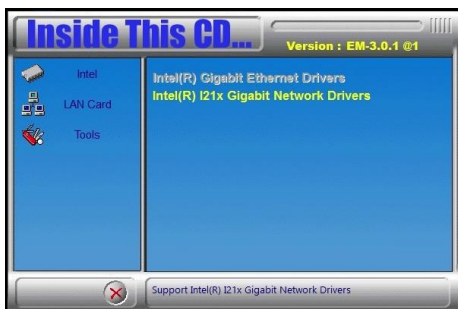 Inside This CD...
Version : EM-3.0.1 @1
Intel
LAN Card
Tools
Intel(R) Gigabit Ethernet Drivers
Intel(R) I21x Gigabit Network Drivers
Support Intel(R) I21x Gigabit Network Drivers